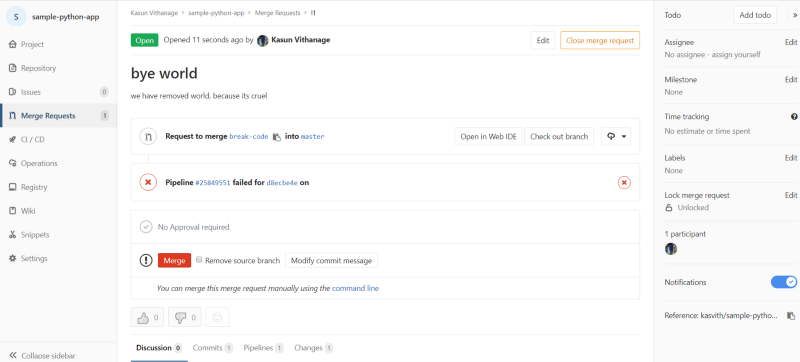 S sample-python-app
Project
Repository
Issues 0
Merge Requests 1
CI / CD
Operations
Registry
Wiki
Snippets
Settings
Collapse sidebar
Kasun Vithanage > sample-python-app > Merge Requests > !1
Open Opened 11 seconds ago by Kasun Vithanage Edit Close merge request
bye world
we have removed world, because its cruel
Request to merge break-code into master Open in Web IDE Check out branch
Pipeline #25849551 failed for d8ecbe4e on
No Approval required
Merge Remove source branch Modify commit message
You can merge this merge request manually using the command line
0 0
Discussion 0 Commits 1 Pipelines 1 Changes 1
Todo Add todo »
Assignee Edit
No assignee - assign yourself
Milestone Edit
None
Time tracking ?
No estimate or time spent
Labels Edit
None
Lock merge request Edit
Unlocked
1 participant
Notifications
Reference: kasvith/sample-pytho...